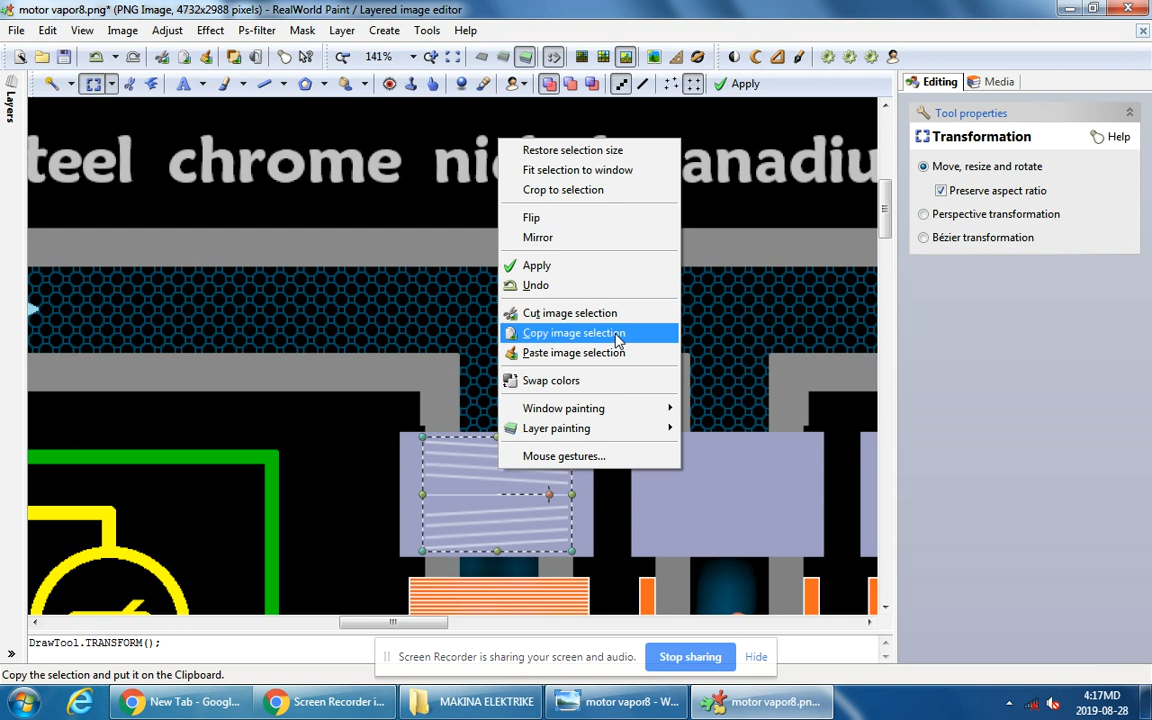 motor vapor8.png* (PNG Image, 4732x2988 pixels) - RealWorld Paint / Layered image editor
File Edit View Image Adjust Effect Ps-filter Mask Layer Create Tools Help
141%
Apply
Layers
teel chrome
anadiu
Restore selection size
Fit selection to window
Crop to selection
Flip
Mirror
Apply
Undo
Cut image selection
Copy image selection
Paste image selection
Swap colors
Window painting
Layer painting
Mouse gestures...
Editing Media
Tool properties
Transformation Help
Move, resize and rotate
Preserve aspect ratio
Perspective transformation
Bézier transformation
DrawTool.TRANSFORM();
Screen Recorder is sharing your screen and audio. Stop sharing Hide
Copy the selection and put it on the Clipboard.
New Tab - Googl... Screen Recorder i... MAKINA ELEKTRIKE motor vapor8 - W... motor vapor8.pn...
4:17MD
2019-08-28